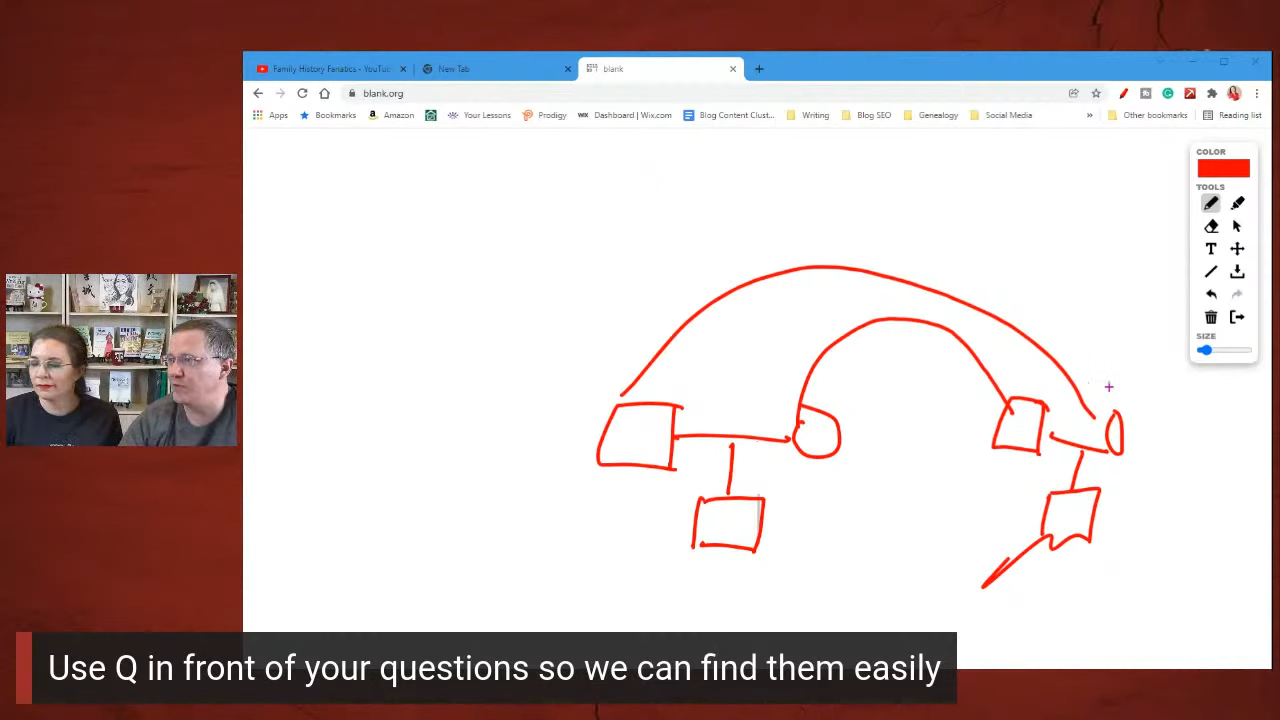 Family History Fanatics - YouTu
New Tab
blank
blank.org
Apps
Bookmarks
Amazon
Your Lessons
Prodigy
WIX Dashboard | Wix.com
Blog Content Clust...
Writing
Blog SEO
Genealogy
Social Media
»
Other bookmarks
Reading list
COLOR
TOOLS
T
SIZE
Use Q in front of your questions so we can find them easily